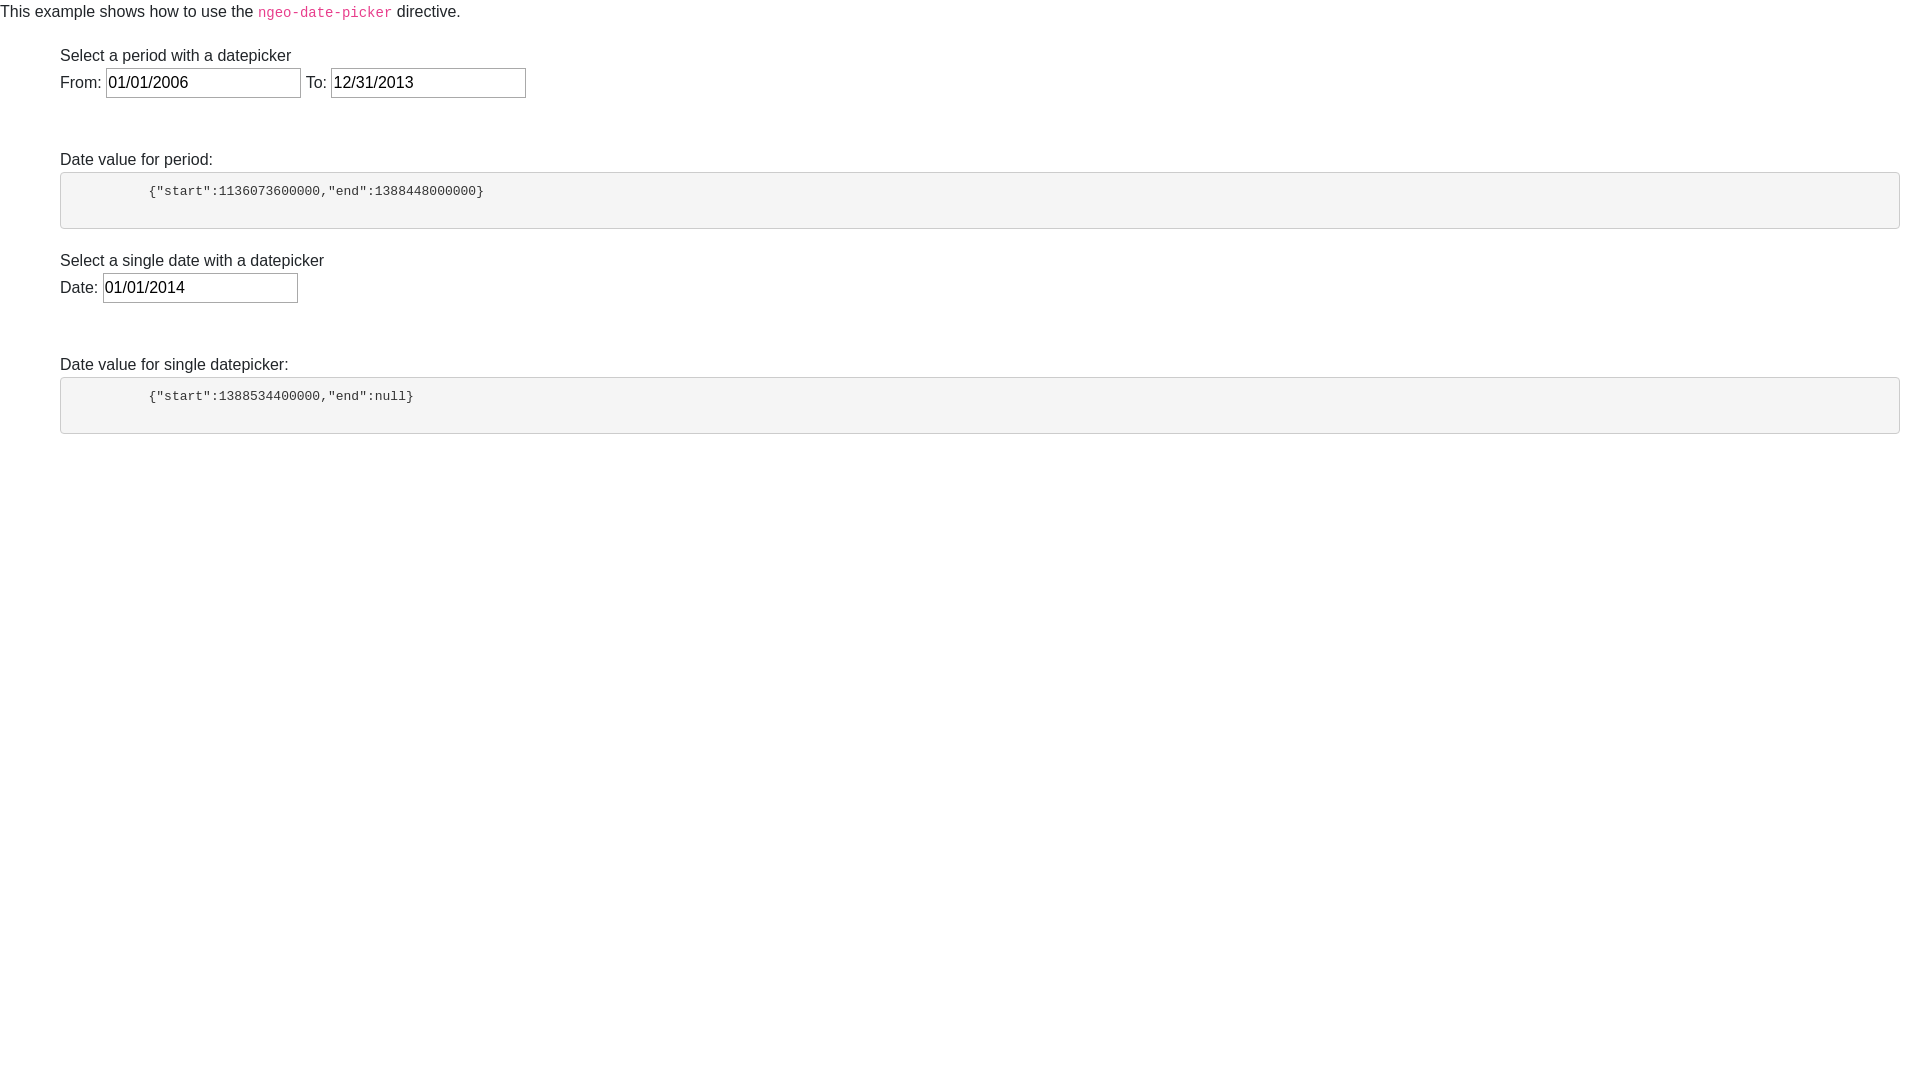 This example shows how to use the ngeo-date-picker directive.
Select a period with a datepicker
From: 01/01/2006 To: 12/31/2013
Date value for period:
{"start":1136073600000,"end":1388448000000}
Select a single date with a datepicker
Date: 01/01/2014
Date value for single datepicker:
{"start":1388534400000,"end":null}